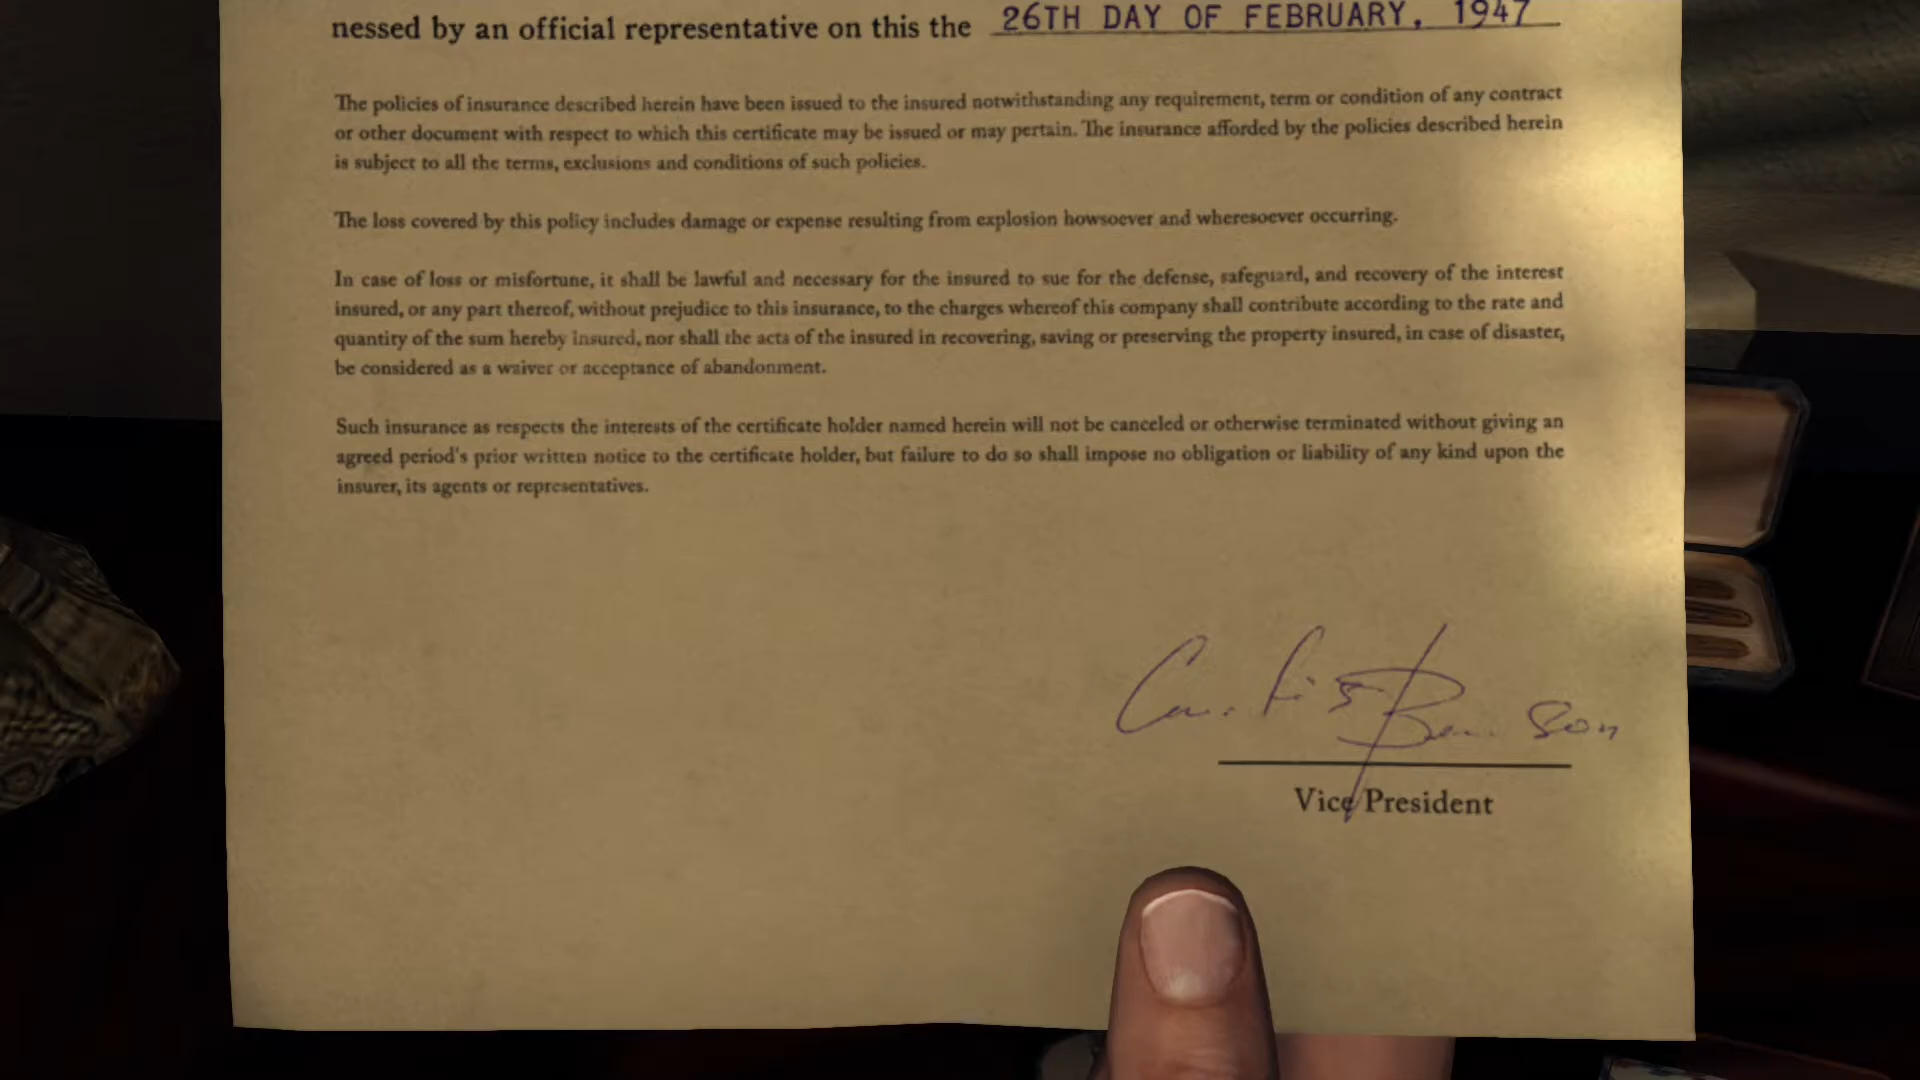 nessed by an official representative on this the 26TH DAY OF FEBRUARY, 1947
The policies of insurance described herein have been issued to the insured notwithstanding any requirement, term or condition of any contract
or other document with respect to which this certificate may be issued or may pertain. The insurance afforded by the policies described herein
is subject to all the terms, exclusions and conditions of such policies.
The loss covered by this policy includes damage or expense resulting from explosion howsoever and wheresoever occurring.
In case of loss or misfortune, it shall be lawful and necessary for the insured to sue for the defense, safeguard, and recovery of the interest
insured, or any part thereof, without prejudice to this insurance, to the charges whereof this company shall contribute according to the rate and
quantity of the sum hereby insured, nor shall the acts of the insured in recovering, saving or preserving the property insured, in case of disaster,
be considered as a waiver or acceptance of abandonment.
Such insurance as respects the interests of the certificate holder named herein will not be canceled or otherwise terminated without giving an
agreed period's prior written notice to the certificate holder, but failure to do so shall impose no obligation or liability of any kind upon the
insurer, its agents or representatives.
Curtis Benson
Vice President